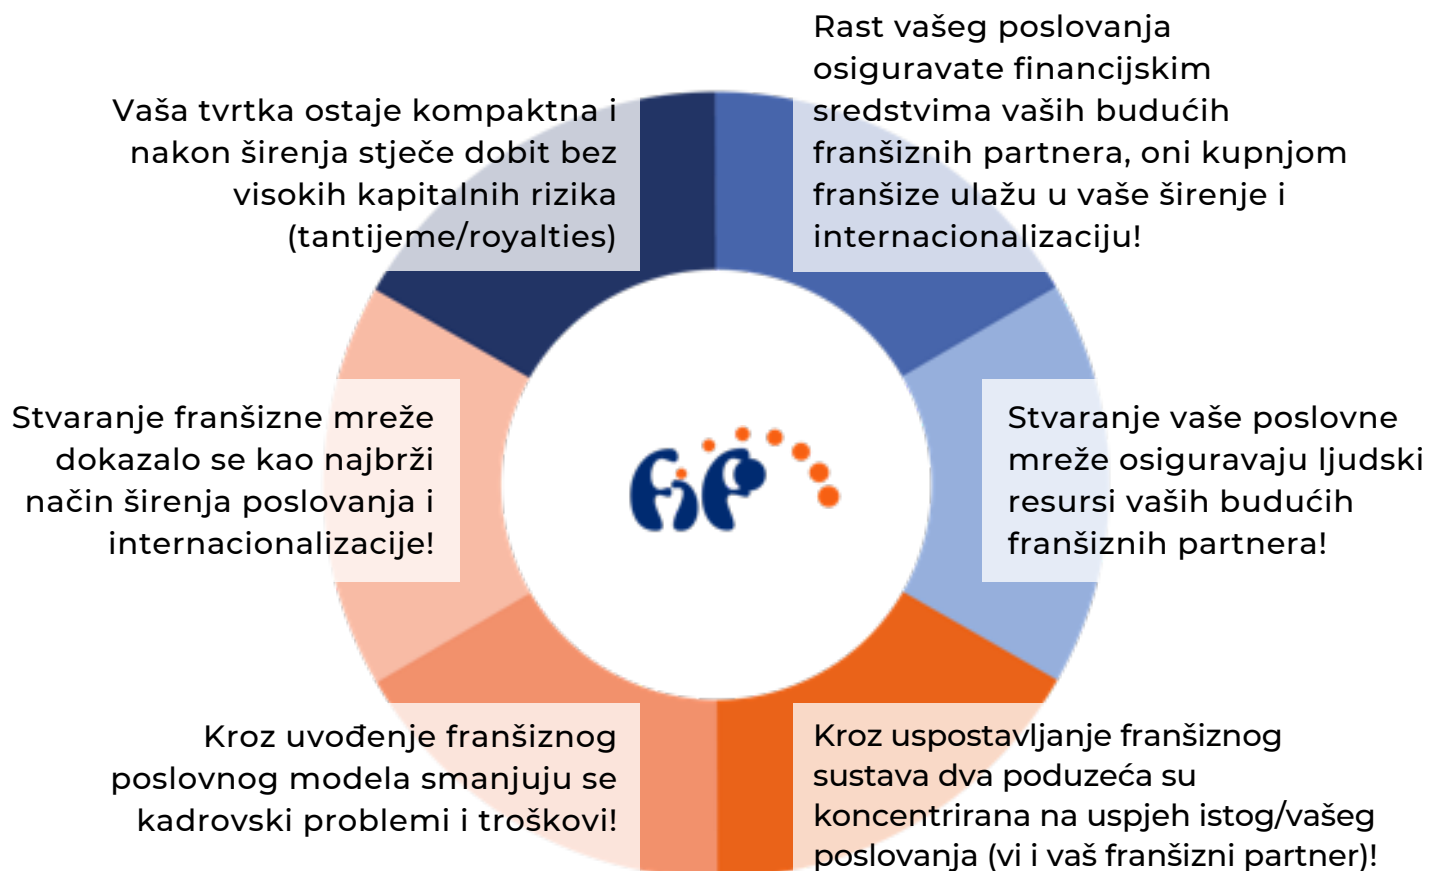 Vaša tvrtka ostaje kompaktna i
nakon širenja stječe dobit bez
visokih kapitalnih rizika
(tantijeme/royalties)
Rast vašeg poslovanja
osiguravate financijskim
sredstvima vaših budućih
franšiznih partnera, oni kupnjom
franšize ulažu u vaše širenje i
internacionalizaciju!
Stvaranje franšizne mreže
dokazalo se kao najbrži
način širenja poslovanja i
internacionalizacije!
Stvaranje vaše poslovne
mreže osiguravaju ljudski
resursi vaših budućih
franšiznih partnera!
Kroz uvođenje franšiznog
poslovnog modela smanjuju se
kadrovski problemi i troškovi!
Kroz uspostavljanje franšiznog
sustava dva poduzeća su
koncentrirana na uspjeh istog/vašeg
poslovanja (vi i vaš franšizni partner)!